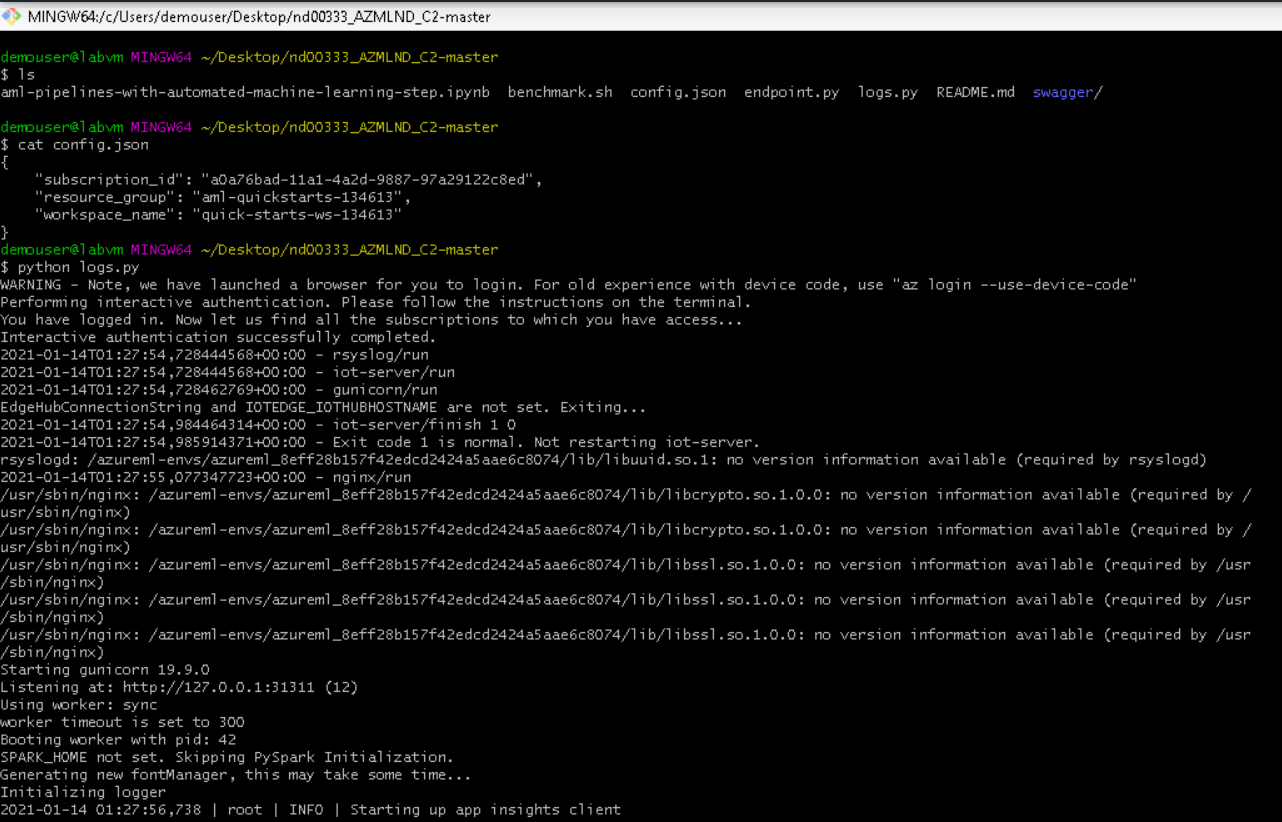 MINGW64:/c/Users/demouser/Desktop/nd00333_AZMLND_C2-master
demouser@labvm MINGW64 ~/Desktop/nd00333_AZMLND_C2-master
$ ls
aml-pipelines-with-automated-machine-learning-step.ipynb  benchmark.sh  config.json  endpoint.py  logs.py  README.md  swagger/
demouser@labvm MINGW64 ~/Desktop/nd00333_AZMLND_C2-master
$ cat config.json
{
    "subscription_id": "a0a76bad-11a1-4a2d-9887-97a29122c8ed",
    "resource_group": "aml-quickstarts-134613",
    "workspace_name": "quick-starts-ws-134613"
}
demouser@labvm MINGW64 ~/Desktop/nd00333_AZMLND_C2-master
$ python logs.py
WARNING - Note, we have launched a browser for you to login. For old experience with device code, use "az login --use-device-code"
Performing interactive authentication. Please follow the instructions on the terminal.
You have logged in. Now let us find all the subscriptions to which you have access...
Interactive authentication successfully completed.
2021-01-14T01:27:54,728444568+00:00 - rsyslog/run
2021-01-14T01:27:54,728444568+00:00 - iot-server/run
2021-01-14T01:27:54,728462769+00:00 - gunicorn/run
EdgeHubConnectionString and IOTEDGE_IOTHUBHOSTNAME are not set. Exiting...
2021-01-14T01:27:54,984464314+00:00 - iot-server/finish 1 0
2021-01-14T01:27:54,985914371+00:00 - Exit code 1 is normal. Not restarting iot-server.
rsyslogd: /azureml-envs/azureml_8eff28b157f42edcd2424a5aae6c8074/lib/libuuid.so.1: no version information available (required by rsyslogd)
2021-01-14T01:27:55,077347723+00:00 - nginx/run
/usr/sbin/nginx: /azureml-envs/azureml_8eff28b157f42edcd2424a5aae6c8074/lib/libcrypto.so.1.0.0: no version information available (required by /
usr/sbin/nginx)
/usr/sbin/nginx: /azureml-envs/azureml_8eff28b157f42edcd2424a5aae6c8074/lib/libcrypto.so.1.0.0: no version information available (required by /
usr/sbin/nginx)
/usr/sbin/nginx: /azureml-envs/azureml_8eff28b157f42edcd2424a5aae6c8074/lib/libssl.so.1.0.0: no version information available (required by /usr
/sbin/nginx)
/usr/sbin/nginx: /azureml-envs/azureml_8eff28b157f42edcd2424a5aae6c8074/lib/libssl.so.1.0.0: no version information available (required by /usr
/sbin/nginx)
/usr/sbin/nginx: /azureml-envs/azureml_8eff28b157f42edcd2424a5aae6c8074/lib/libssl.so.1.0.0: no version information available (required by /usr
/sbin/nginx)
Starting gunicorn 19.9.0
Listening at: http://127.0.0.1:31311 (12)
Using worker: sync
worker timeout is set to 300
Booting worker with pid: 42
SPARK_HOME not set. Skipping PySpark Initialization.
Generating new fontManager, this may take some time...
Initializing logger
2021-01-14 01:27:56,738 | root | INFO | Starting up app insights client